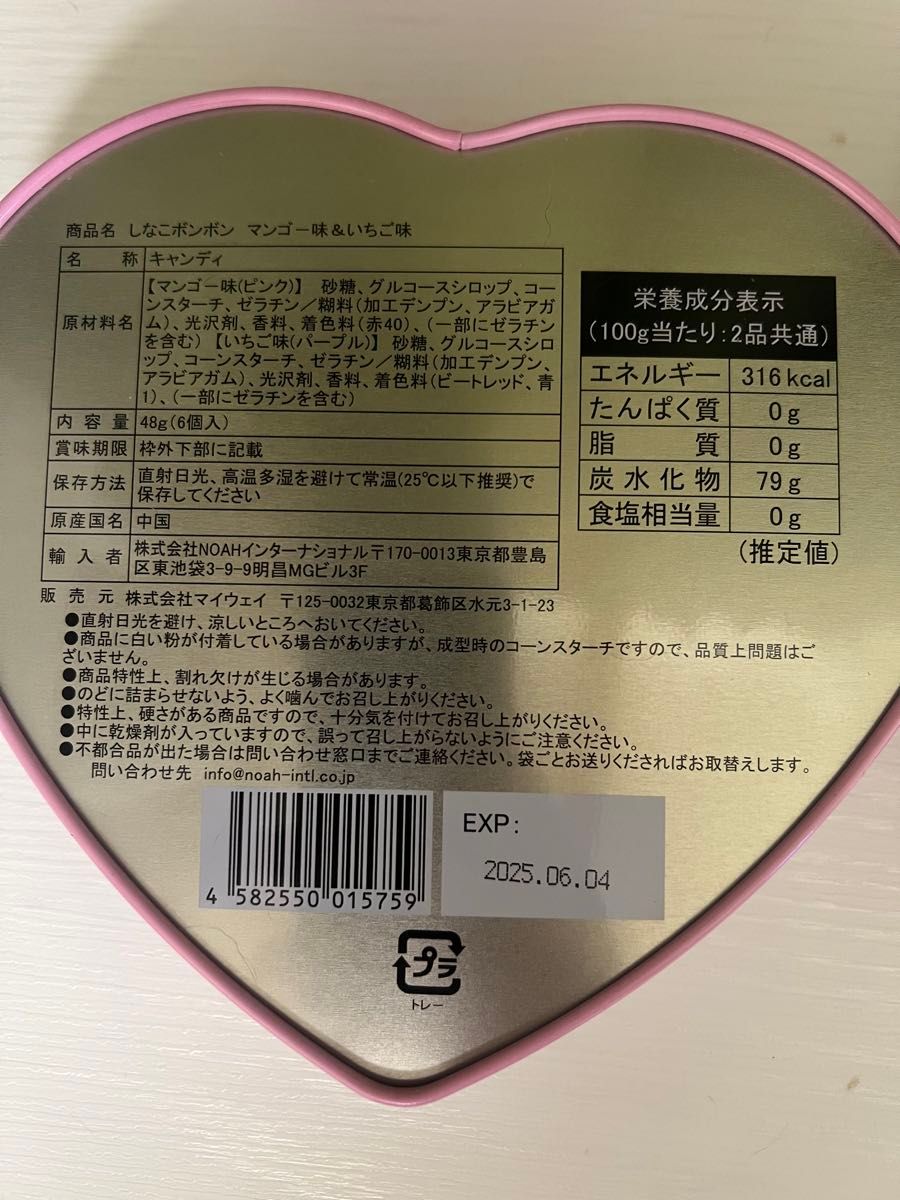 商品名 しなこボンボン マンゴー味&いちご味
名 称 キャンディ
原材料名 【マンゴー味(ピンク)】 砂糖、グルコースシロップ、コー
ンスターチ、ゼラチン/糊料(加工デンプン、アラビアガ
ム)、光沢剤、香料、着色料(赤40)、(一部にゼラチン
を含む) 【いちご味(パープル)】 砂糖、グルコースシロ
ップ、コーンスターチ、ゼラチン/糊料(加工デンプン、
アラビアガム)、光沢剤、香料、着色料(ビートレッド、青
1)、(一部にゼラチンを含む)
内 容 量 48g(6個入)
賞味期限 枠外下部に記載
保存方法 直射日光、高温多湿を避けて常温(25℃以下推奨)で
保存してください
原産国名 中国
輸 入 者 株式会社NOAHインターナショナル〒170-0013東京都豊島
区東池袋3-9-9明昌MGビル3F
販 売 元 株式会社マイウェイ 〒125-0032東京都葛飾区水元3-1-23
●直射日光を避け、涼しいところへおいてください。
●商品に白い粉が付着している場合がありますが、成型時のコーンスターチですので、品質上問題はご
ざいません。
●商品特性上、割れ欠けが生じる場合があります。
●のどに詰まらせないよう、よく噛んでお召し上がりください。
●特性上、硬さがある商品ですので、十分気を付けてお召し上がりください。
●中に乾燥剤が入っていますので、誤って召し上がらないようにご注意ください。
●不都合品が出た場合は問い合わせ窓口までご連絡ください。袋ごとお送りくださればお取替えします。
問い合わせ先 info@noah-intl.co.jp
栄養成分表示
(100g当たり:2品共通)
エネルギー 316kcal
たんぱく質 0g
脂 質 0g
炭水化物 79g
食塩相当量 0g
(推定値)
4 582550 015759
EXP:
2025.06.04
プラ
トレー